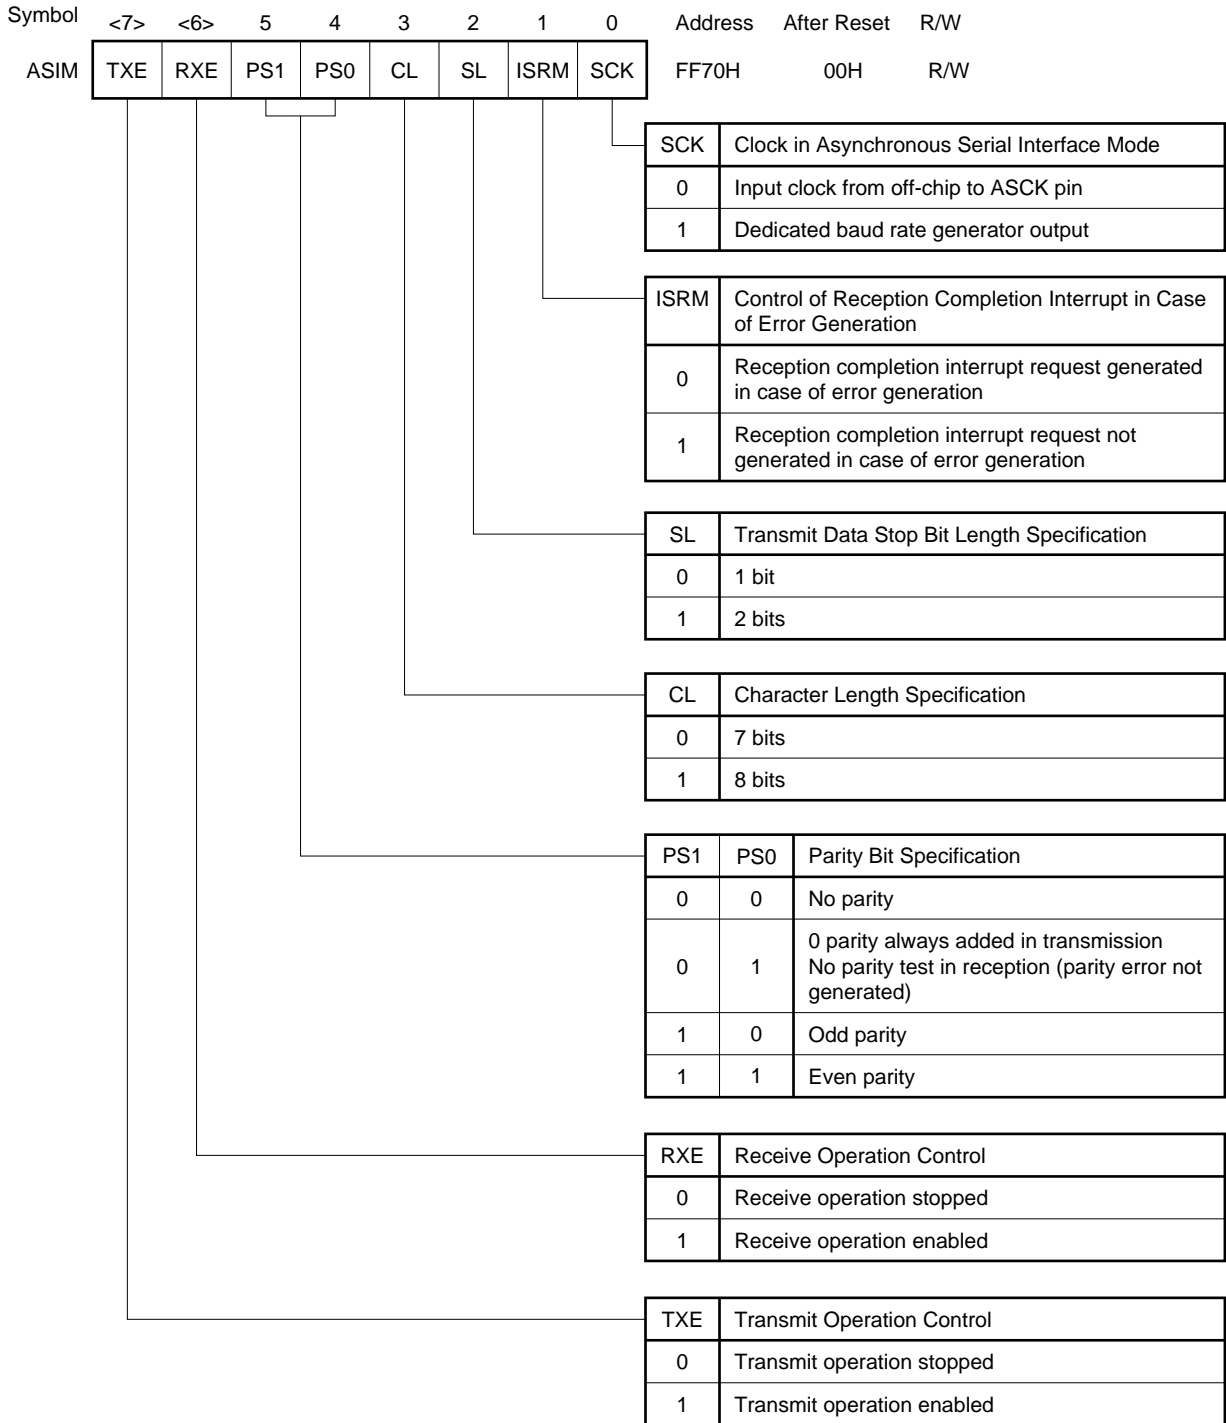 Symbol <7> <6> 5 4 3 2 1 0 Address After Reset R/W
ASIM TXE RXE PS1 PS0 CL SL ISRM SCK FF70H 00H R/W
SCK Clock in Asynchronous Serial Interface Mode
0 Input clock from off-chip to ASCK pin
1 Dedicated baud rate generator output
ISRM Control of Reception Completion Interrupt in Case
of Error Generation
0 Reception completion interrupt request generated
in case of error generation
1 Reception completion interrupt request not
generated in case of error generation
SL Transmit Data Stop Bit Length Specification
0 1 bit
1 2 bits
CL Character Length Specification
0 7 bits
1 8 bits
PS1 PS0 Parity Bit Specification
0 0 No parity
0 1 0 parity always added in transmission
No parity test in reception (parity error not
generated)
1 0 Odd parity
1 1 Even parity
RXE Receive Operation Control
0 Receive operation stopped
1 Receive operation enabled
TXE Transmit Operation Control
0 Transmit operation stopped
1 Transmit operation enabled